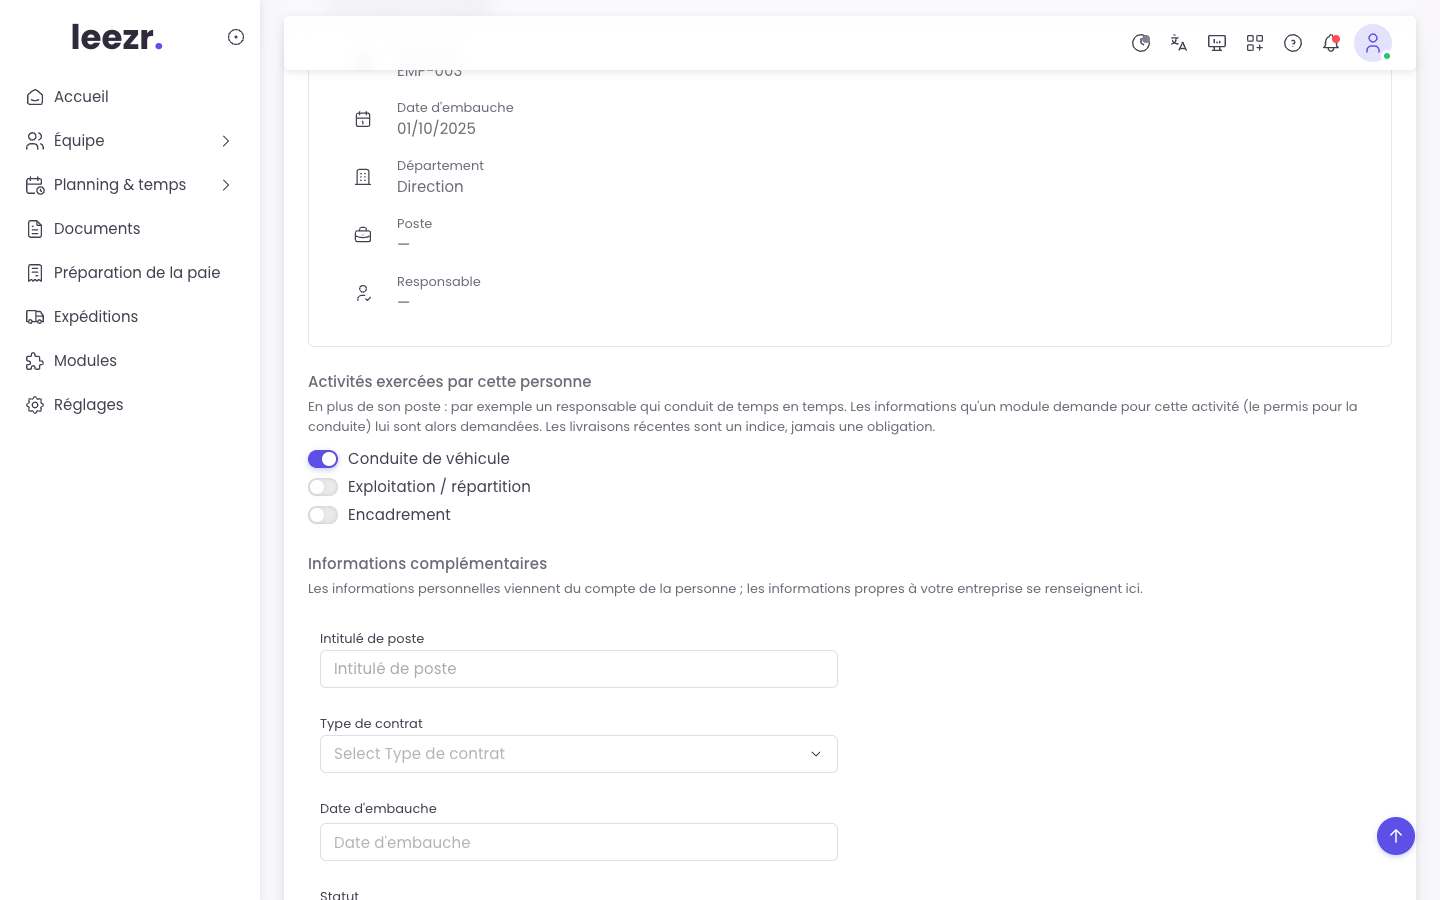 leezr.
Accueil
Équipe
Planning & temps
Documents
Préparation de la paie
Expéditions
Modules
Réglages
EMP-003
Date d'embauche
01/10/2025
Département
Direction
Poste
—
Responsable
—
Activités exercées par cette personne
En plus de son poste : par exemple un responsable qui conduit de temps en temps. Les informations qu'un module demande pour cette activité (le permis pour la
conduite) lui sont alors demandées. Les livraisons récentes sont un indice, jamais une obligation.
Conduite de véhicule
Exploitation / répartition
Encadrement
Informations complémentaires
Les informations personnelles viennent du compte de la personne ; les informations propres à votre entreprise se renseignent ici.
Intitulé de poste
Intitulé de poste
Type de contrat
Select Type de contrat
Date d'embauche
Date d'embauche
Statut